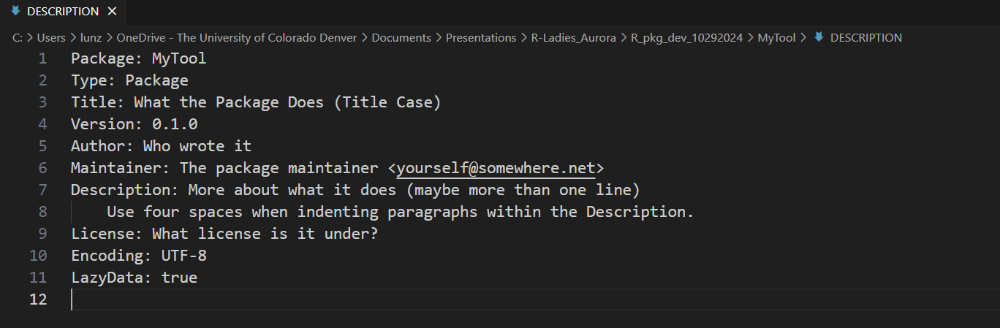 DESCRIPTION ×
C: > Users > lunz > OneDrive - The University of Colorado Denver > Documents > Presentations > R-Ladies_Aurora > R_pkg_dev_10292024 > MyTool > DESCRIPTION
1 Package: MyTool
2 Type: Package
3 Title: What the Package Does (Title Case)
4 Version: 0.1.0
5 Author: Who wrote it
6 Maintainer: The package maintainer <yourself@somewhere.net>
7 Description: More about what it does (maybe more than one line)
8     Use four spaces when indenting paragraphs within the Description.
9 License: What license is it under?
10 Encoding: UTF-8
11 LazyData: true
12